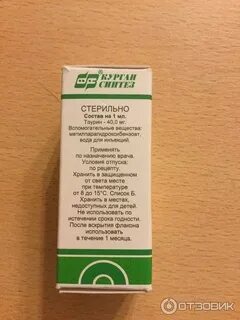 КУРГАН
СИНТЕЗ
СТЕРИЛЬНО
Состав на 1 мл.
Таурин - 40,0 мг.
Вспомогательные вещества:
метилпарагидроксибензоат,
вода для инъекций.
Применять
по назначению врача.
Условия отпуска:
по рецепту.
Хранить в защищенном
от света месте
при температуре
от 8 до 15°С. Список Б.
Хранить в местах,
недоступных для детей.
Не использовать по
истечении срока годности.
После вскрытия флакона
использовать
в течение 1 месяца.
ОТЗОВИК